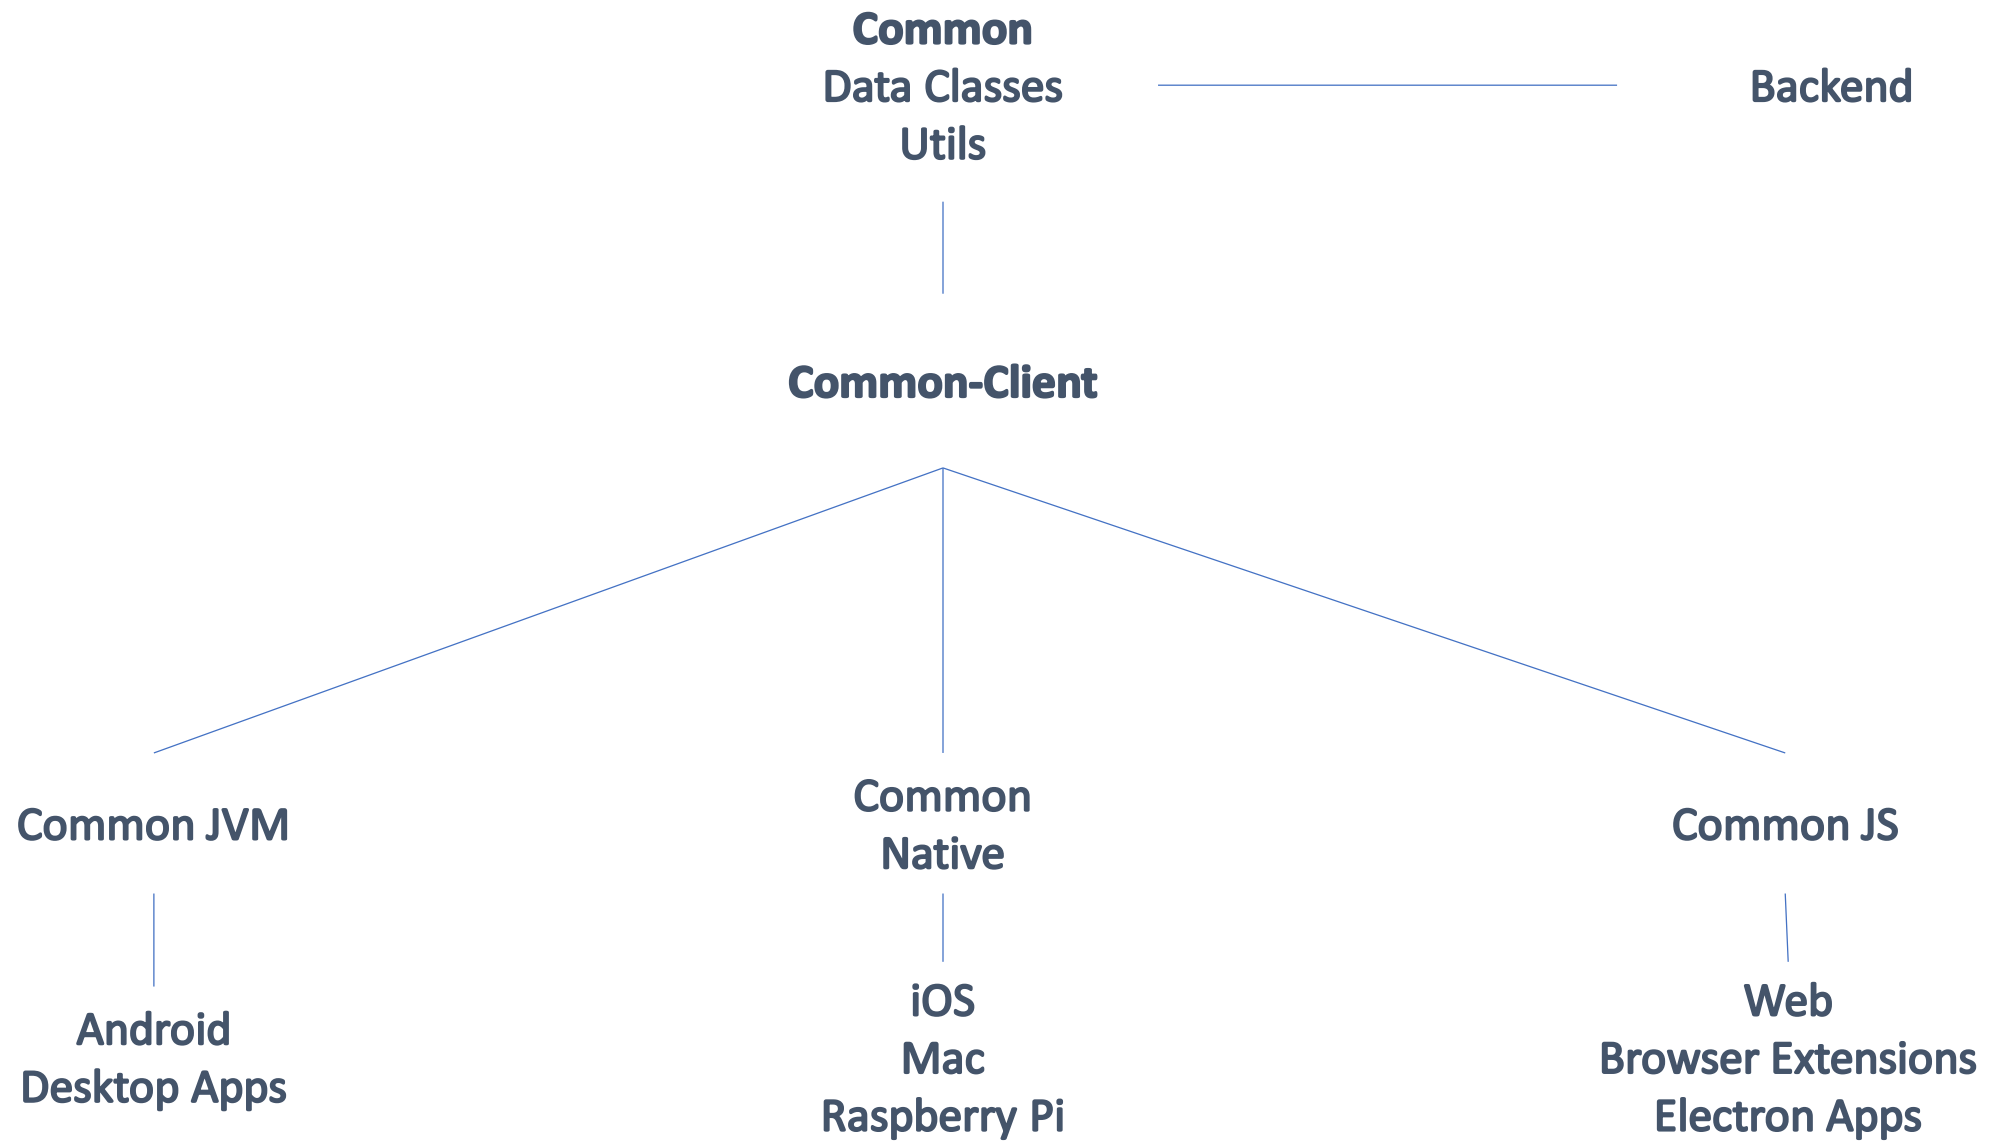 Common
Data Classes
Utils
Backend
Common-Client
Common JVM
Common
Native
Common JS
Android
Desktop Apps
iOS
Mac
Raspberry Pi
Web
Browser Extensions
Electron Apps